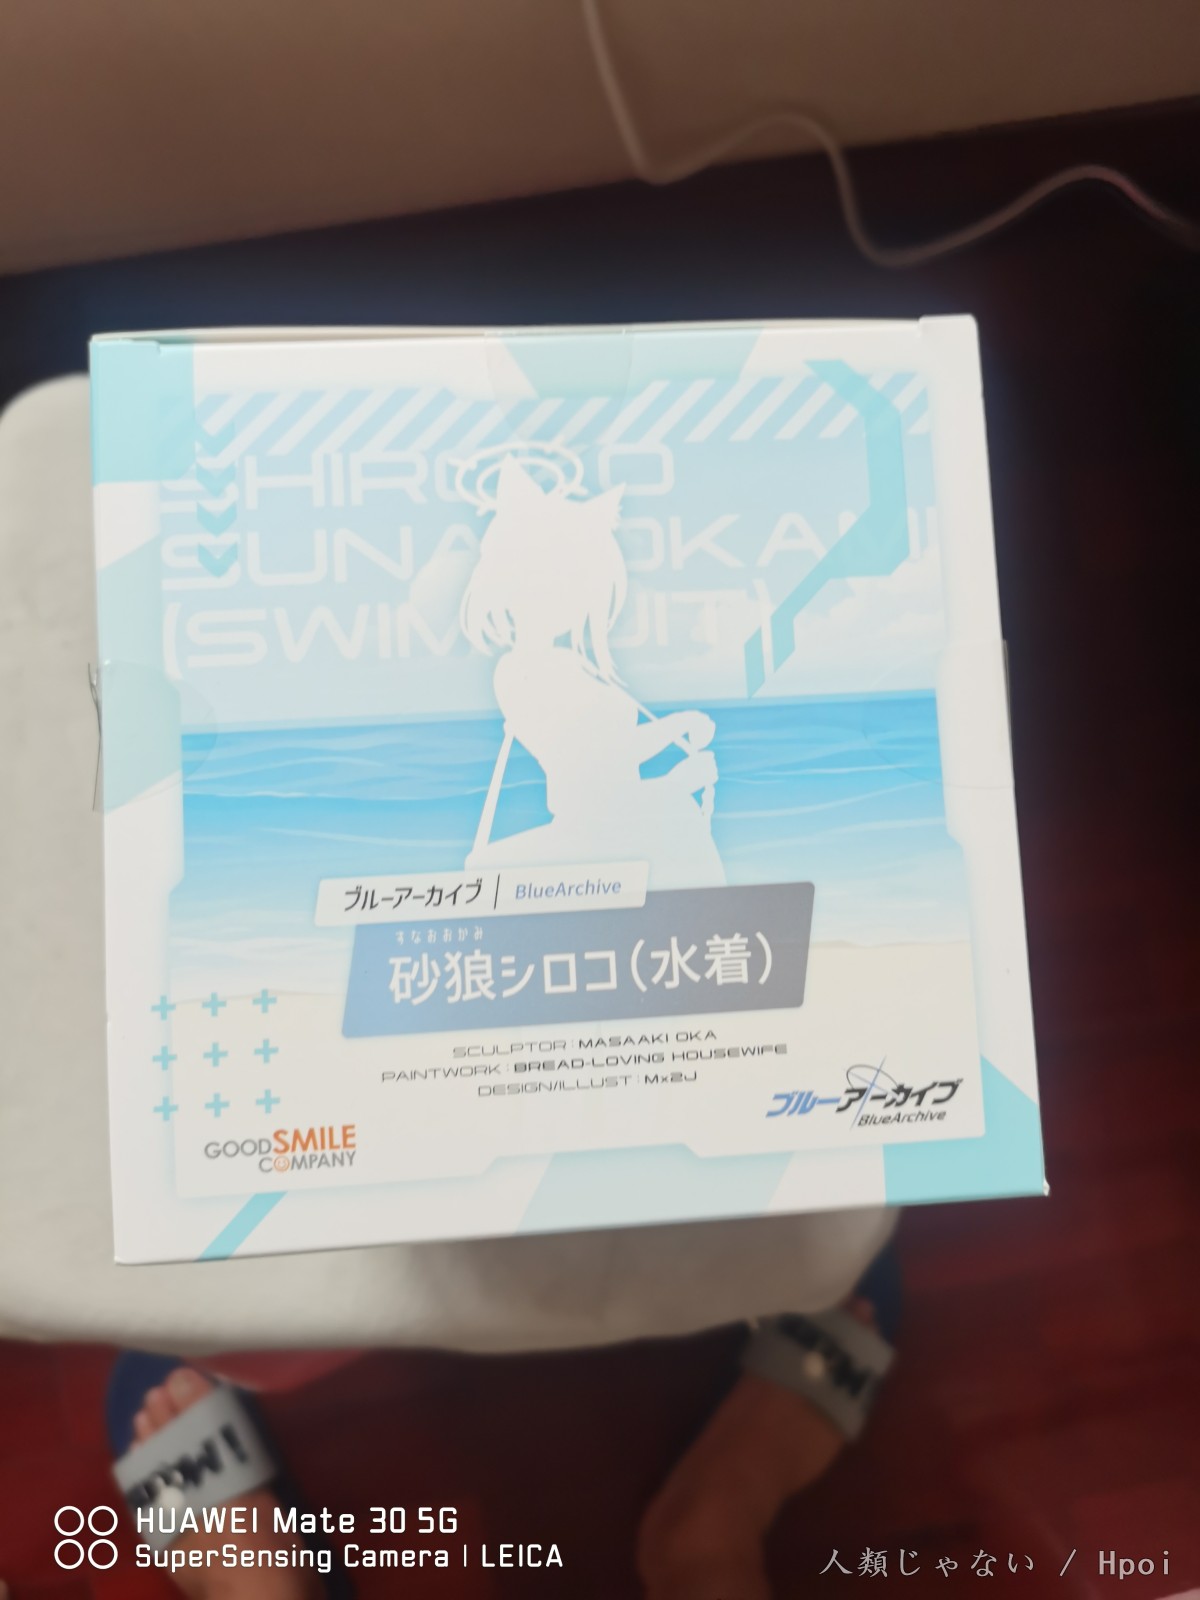 SHIROKO
SUNAOOKAMI
(SWIMSUIT)
ブルーアーカイブ | BlueArchive
すなおおかみ
砂狼シロコ(水着)
SCULPTOR : MASAAKI OKA
PAINTWORK : BREAD-LOVING HOUSEWIFE
DESIGN/ILLUST : Mx2J
GOOD SMILE
COMPANY
ブルーアーカイブ
BlueArchive
HUAWEI Mate 30 5G
SuperSensing Camera | LEICA
人類じゃない / Hpoi